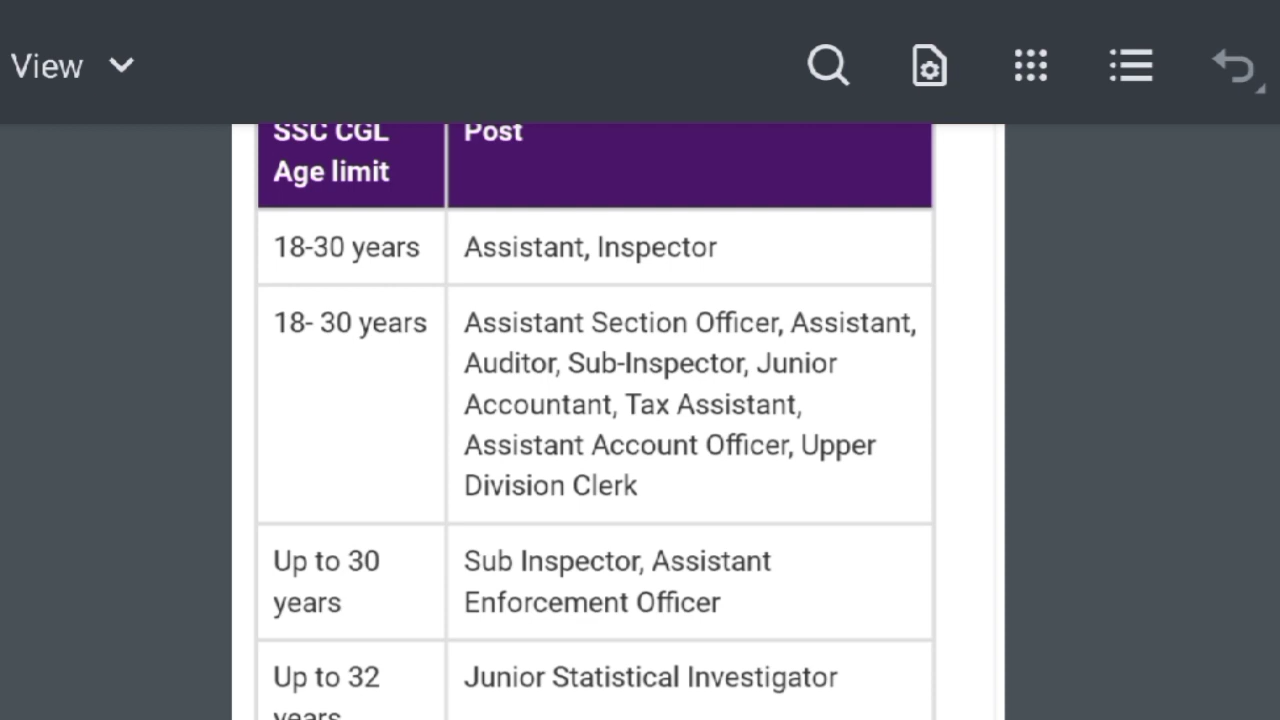 View
SSC CGL
Age limit
Post
18-30 years
Assistant, Inspector
18- 30 years
Assistant Section Officer, Assistant,
Auditor, Sub-Inspector, Junior
Accountant, Tax Assistant,
Assistant Account Officer, Upper
Division Clerk
Up to 30
years
Sub Inspector, Assistant
Enforcement Officer
Up to 32
years
Junior Statistical Investigator